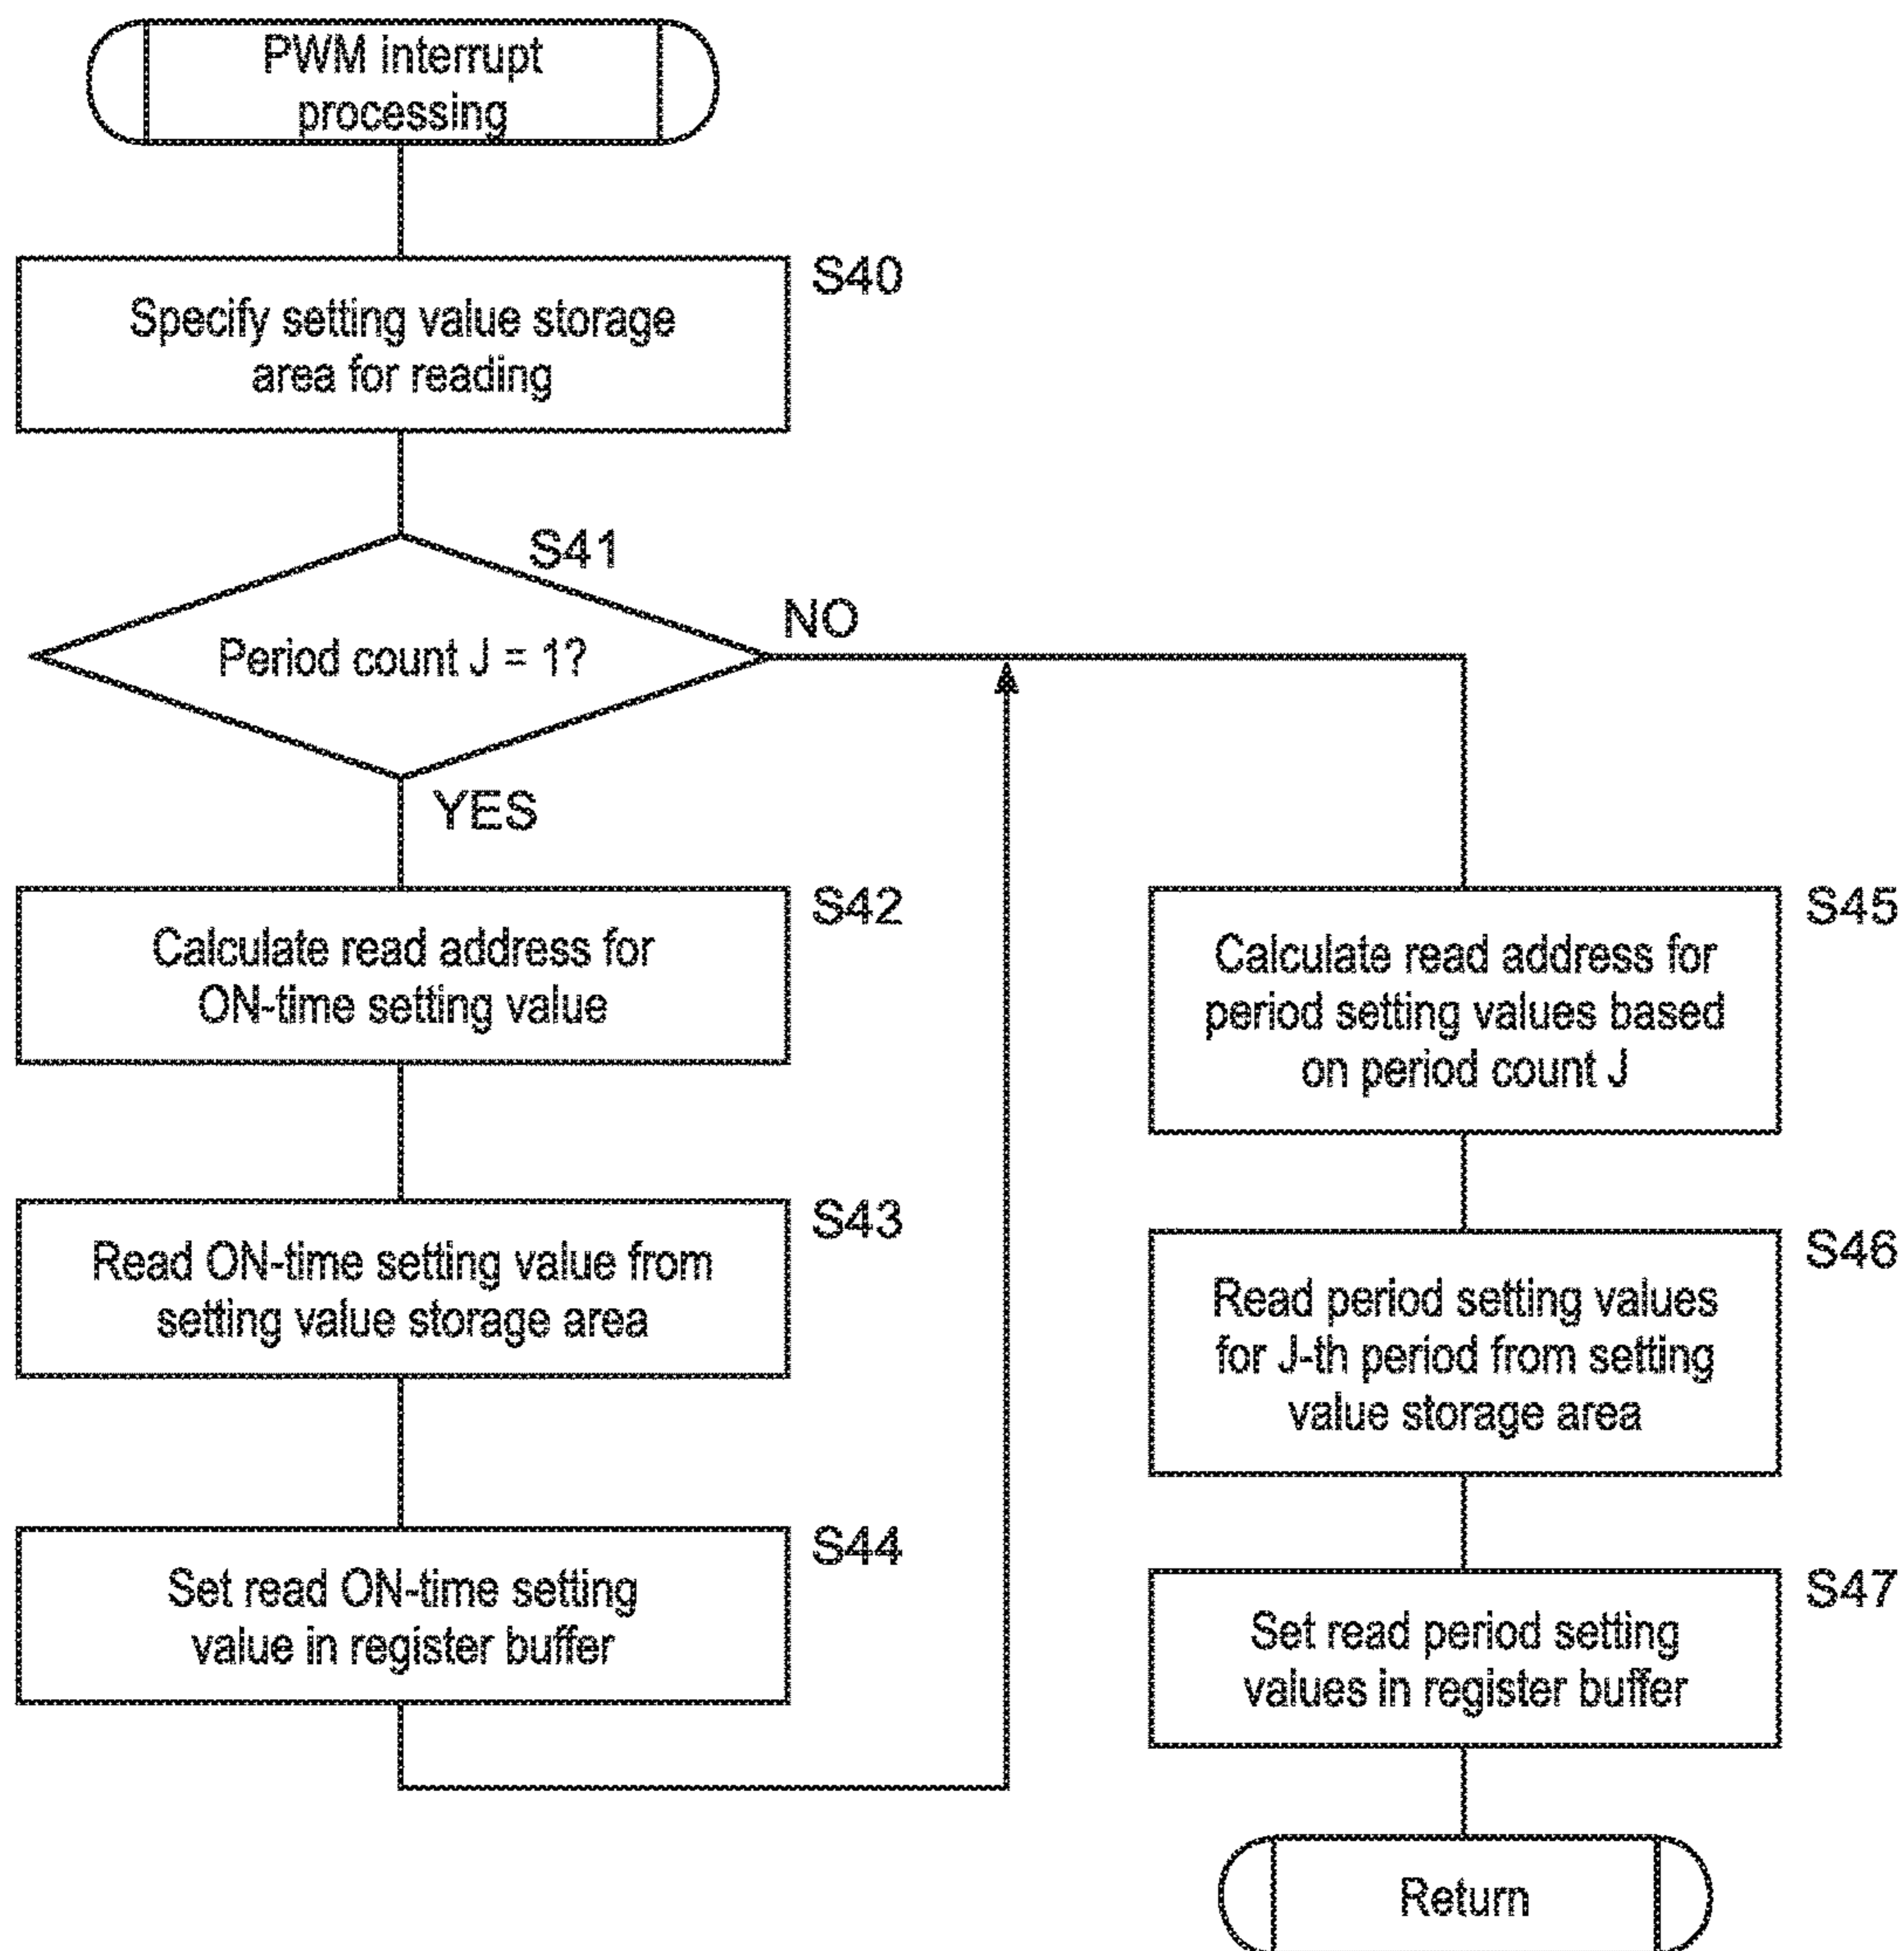 PWM interrupt
processing
S40
Specify setting value storage
area for reading
S41
Period count J = 1?
NO
YES
S42
Calculate read address for
ON-time setting value
S43
Read ON-time setting value from
setting value storage area
S44
Set read ON-time setting
value in register buffer
S45
Calculate read address for
period setting values based
on period count J
S46
Read period setting values
for J-th period from setting
value storage area
S47
Set read period setting
values in register buffer
Return